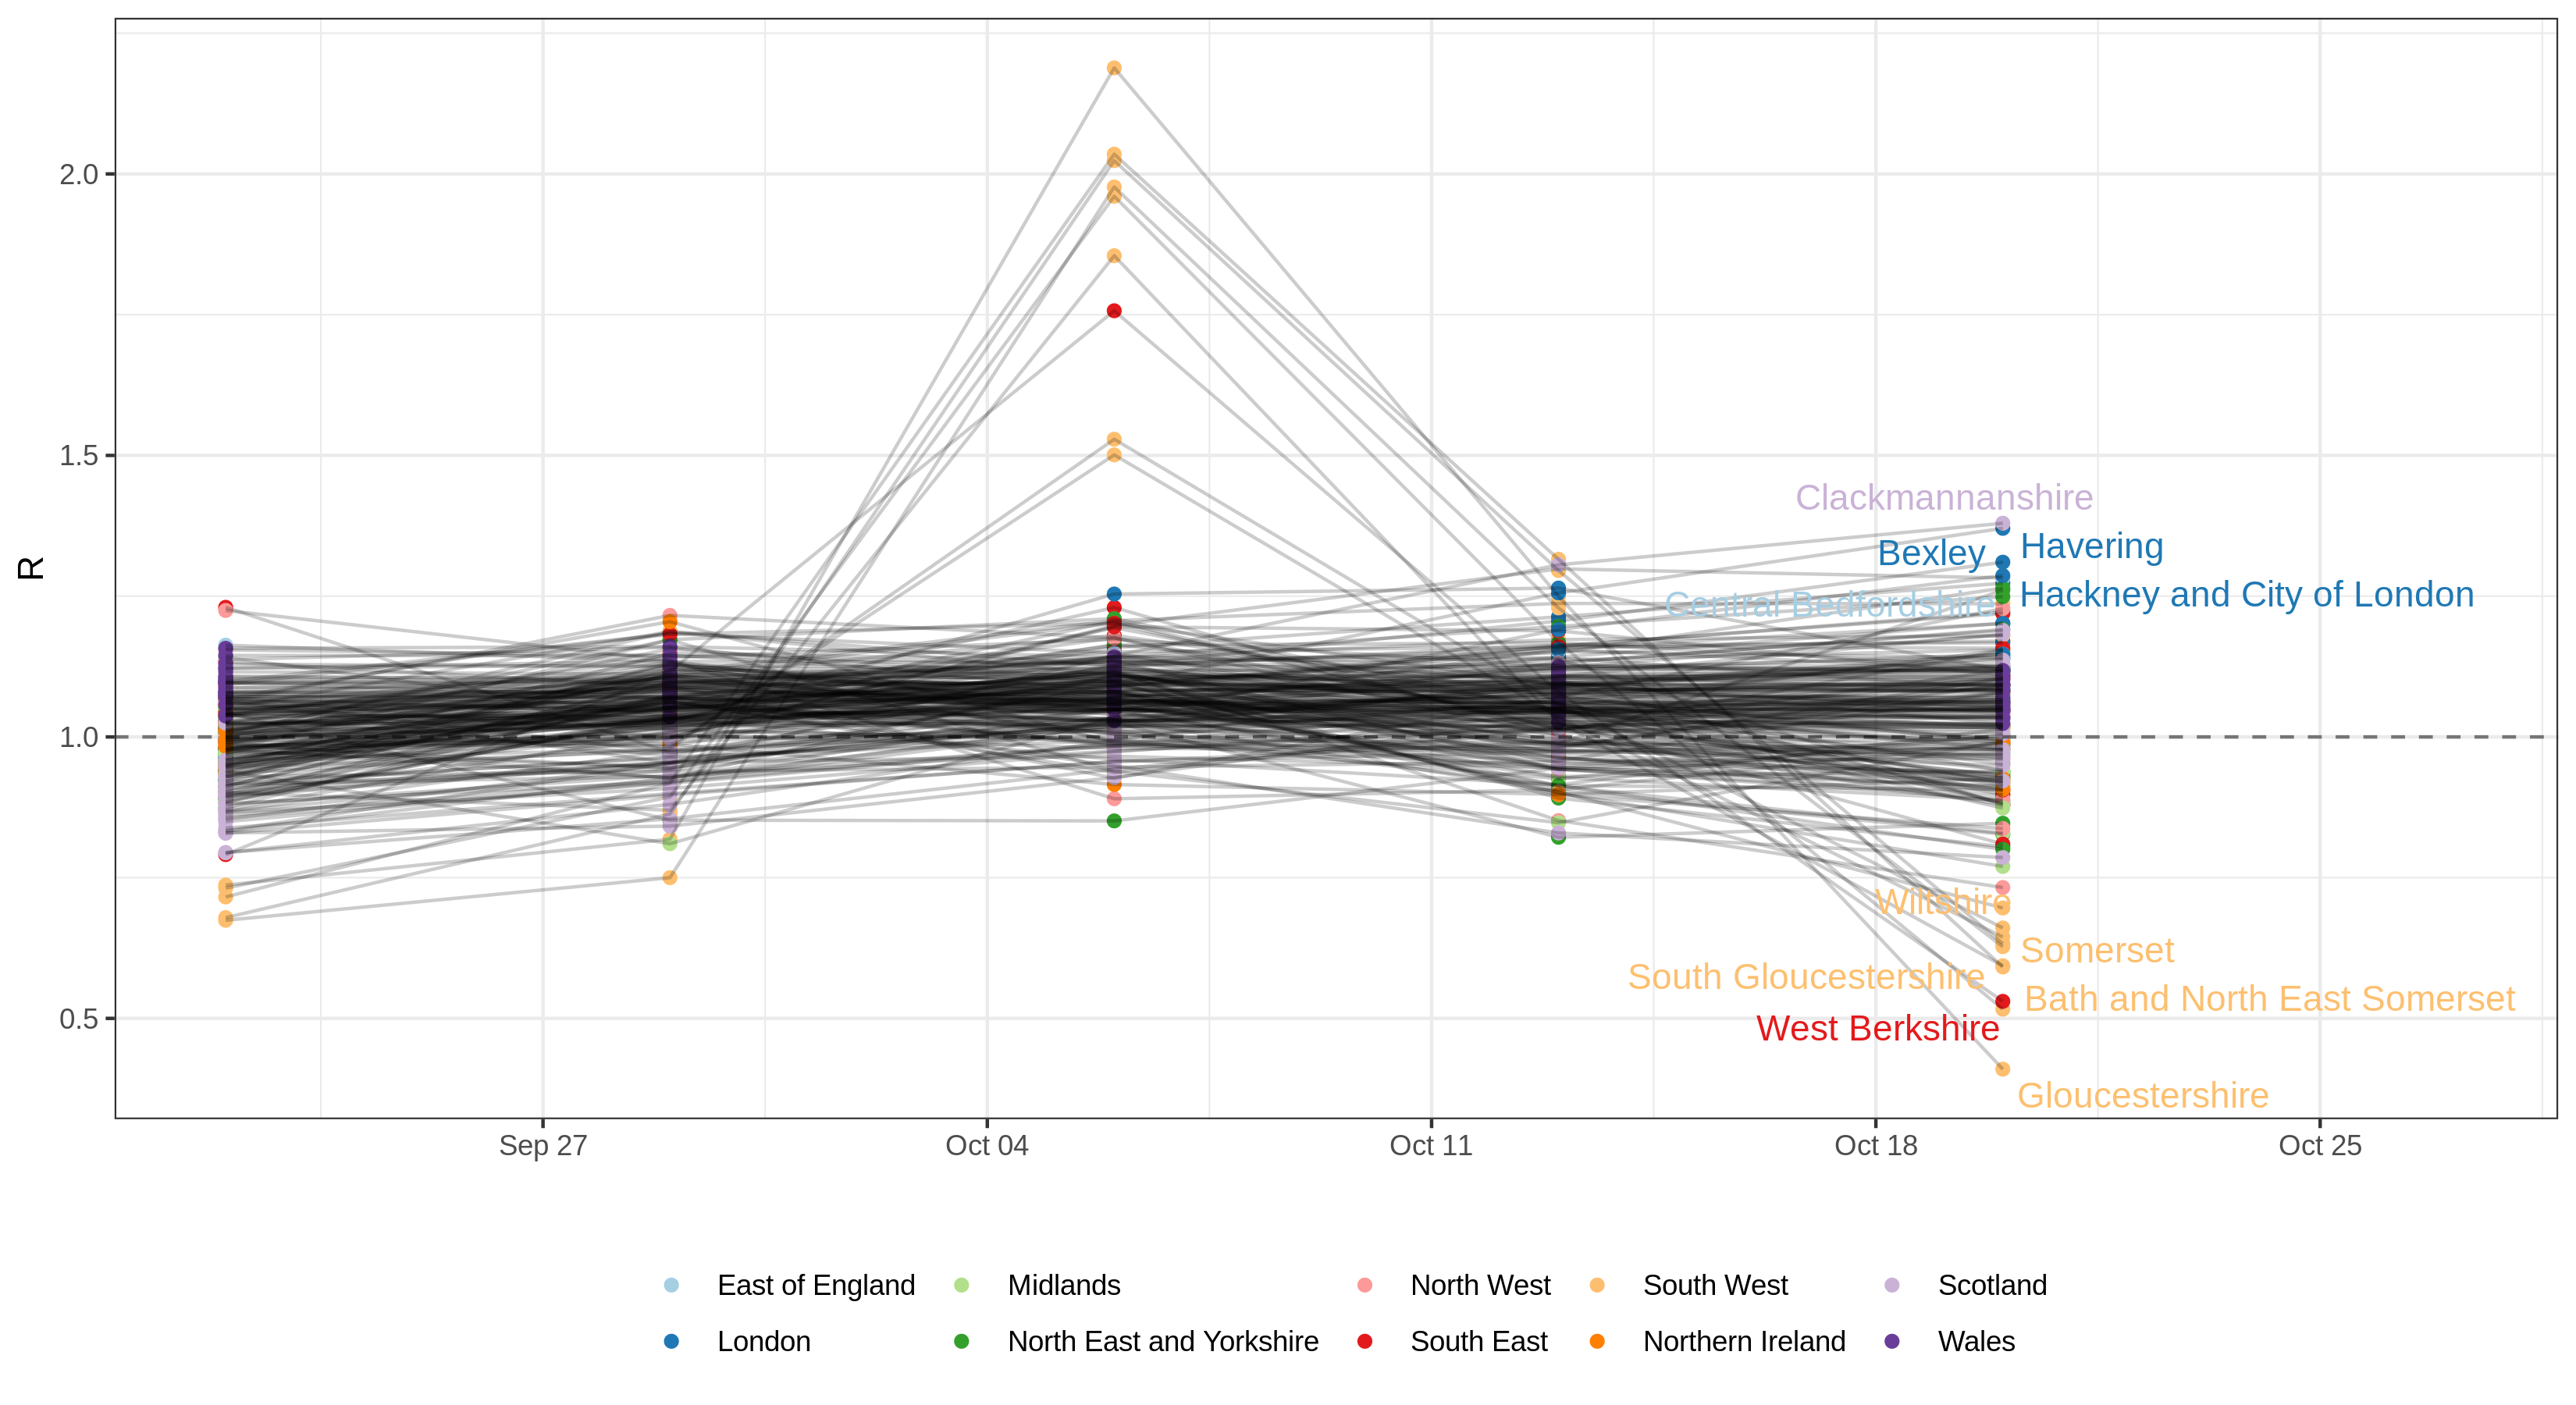 2.0
1.5
1.0
0.5
R
Clackmannanshire
Havering
Bexley
Hackney and City of London
Central Bedfordshire
Wiltshire
Somerset
South Gloucestershire
Bath and North East Somerset
West Berkshire
Gloucestershire
Sep 27 Oct 04 Oct 11 Oct 18 Oct 25
East of England Midlands North West South West Scotland
London North East and Yorkshire South East Northern Ireland Wales